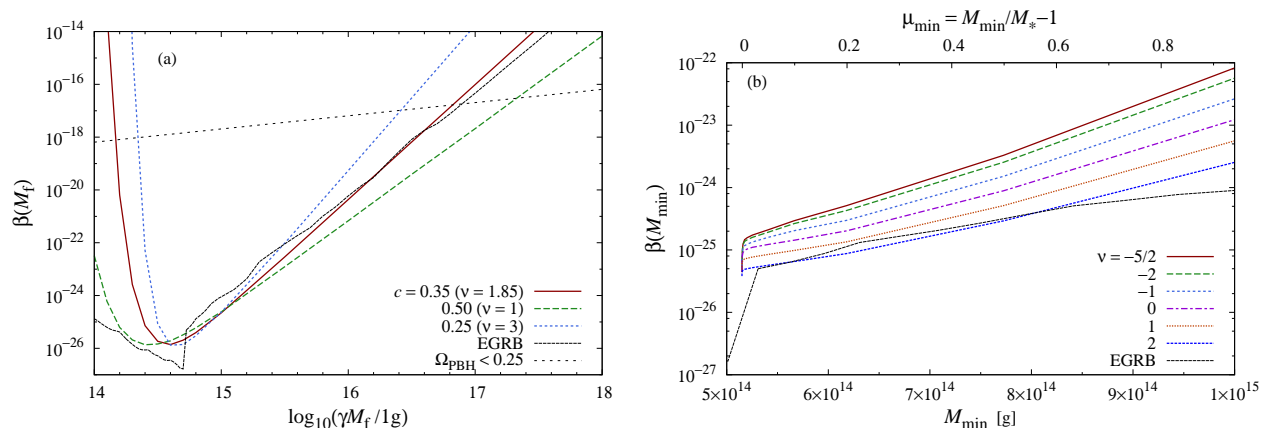 (a)
β(M_f)
10^-14
10^-16
10^-18
10^-20
10^-22
10^-24
10^-26
14 15 16 17 18
log_10(γM_f /1g)
c = 0.35 (ν = 1.85)
0.50 (ν = 1)
0.25 (ν = 3)
EGRB
Ω_PBH < 0.25
μ_min = M_min/M_*−1
0 0.2 0.4 0.6 0.8
(b)
β(M_min)
10^-22
10^-23
10^-24
10^-25
10^-26
10^-27
5×10^14 6×10^14 7×10^14 8×10^14 9×10^14 1×10^15
M_min [g]
ν = −5/2
−2
−1
0
1
2
EGRB